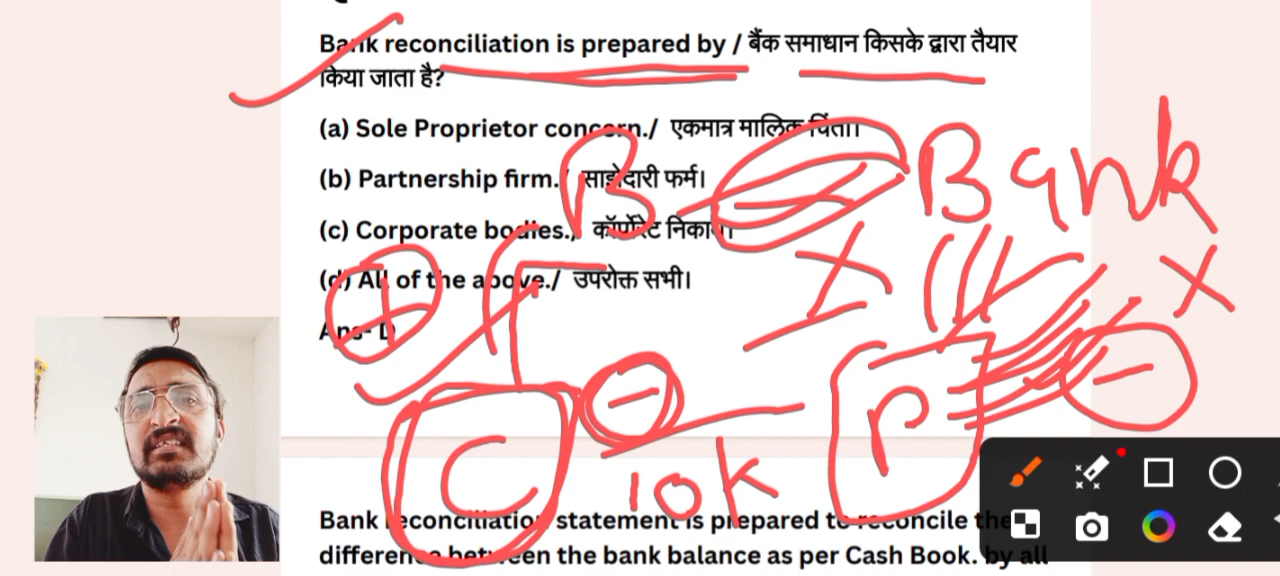 Bank reconciliation is prepared by / बैंक समाधान किसके द्वारा तैयार
किया जाता है?
(a) Sole Proprietor concern./ एकमात्र मालिक चिंता।
(b) Partnership firm./ साझेदारी फर्म।
B Bank
(c) Corporate bodies./ कॉर्पोरेट निकाय।
(d) All of the above./ उपरोक्त सभी।
Ans- D
C P
10K
Bank reconciliation statement is prepared to reconcile the
difference between the bank balance as per Cash Book. by all